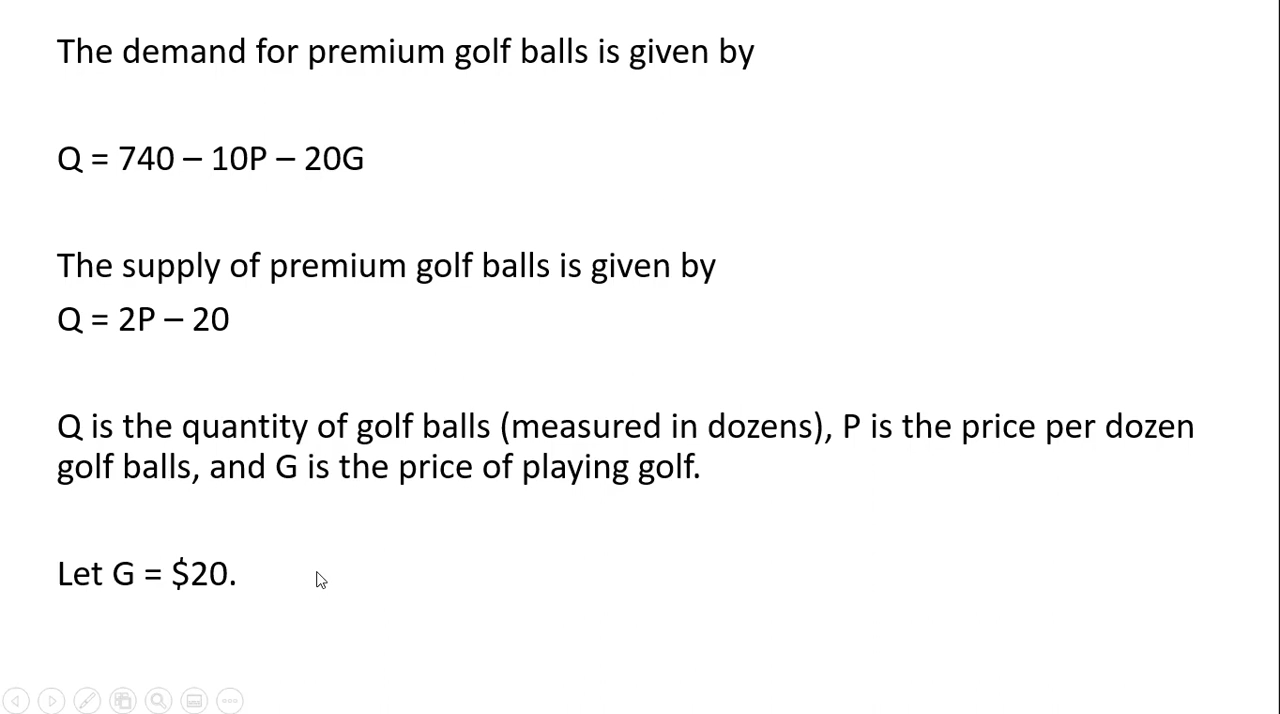 The demand for premium golf balls is given by
Q = 740 – 10P – 20G
The supply of premium golf balls is given by
Q = 2P – 20
Q is the quantity of golf balls (measured in dozens), P is the price per dozen
golf balls, and G is the price of playing golf.
Let G = $20.